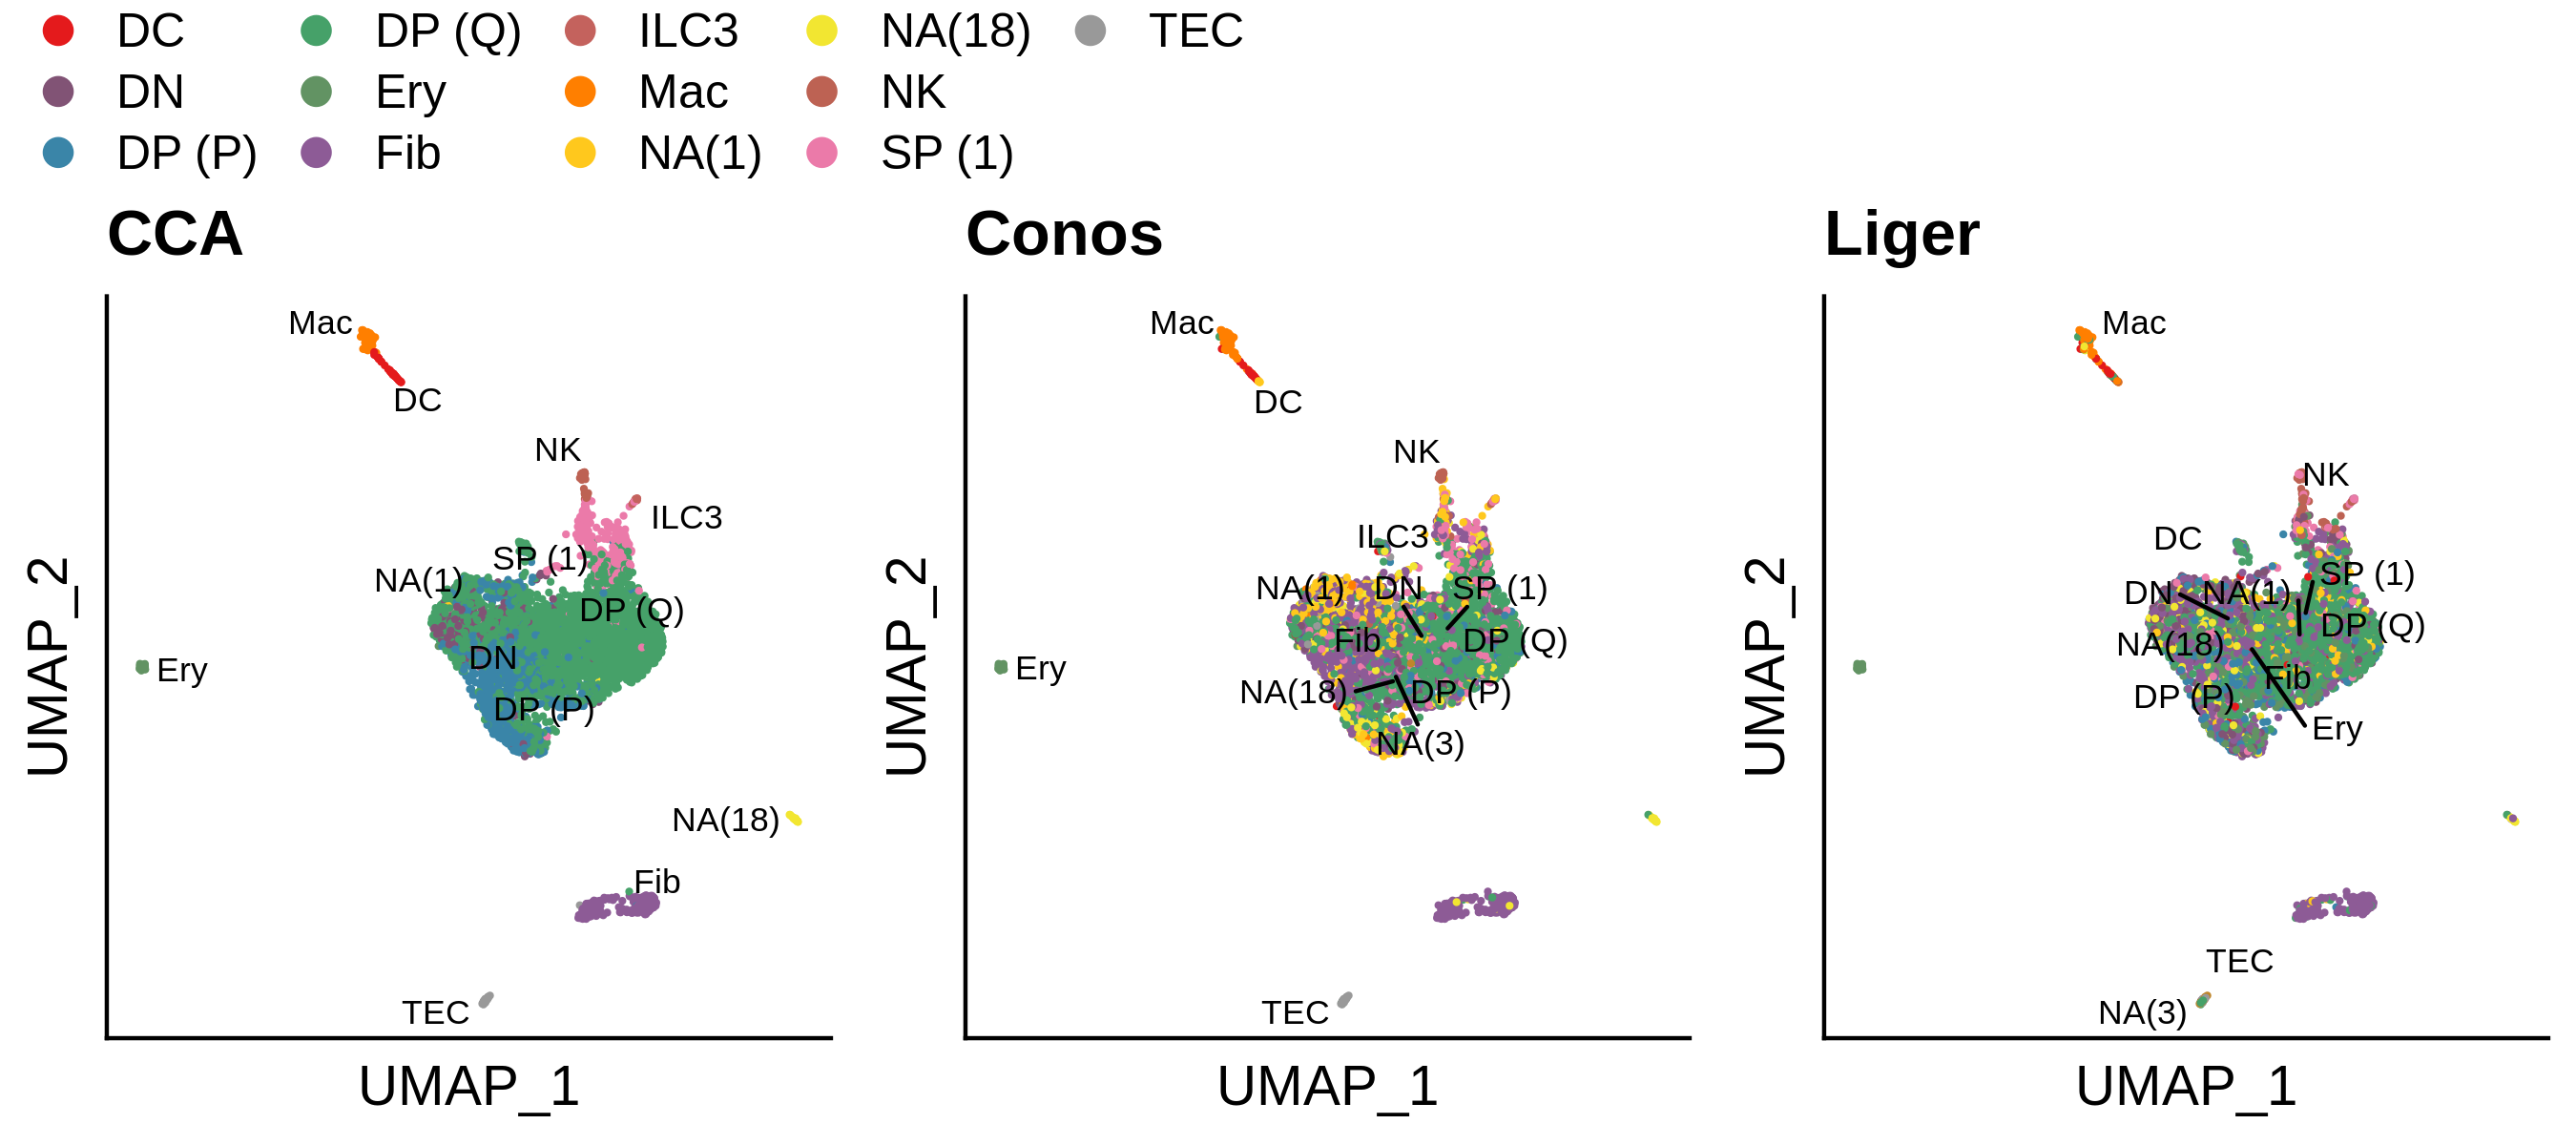 DC DP (Q) ILC3 NA(18) TEC
DN Ery Mac NK
DP (P) Fib NA(1) SP (1)
CCA
Mac
DC
NK
ILC3
SP (1)
NA(1)
DP (Q)
DN
Ery
DP (P)
NA(18)
Fib
TEC
UMAP_2
UMAP_1
Conos
Mac
DC
NK
ILC3
NA(1) DN SP (1)
Fib DP (Q)
Ery
NA(18) DP (P)
NA(3)
TEC
UMAP_2
UMAP_1
Liger
Mac
NK
DC
SP (1)
DN NA(1)
DP (Q)
NA(18)
Fib
DP (P)
Ery
TEC
NA(3)
UMAP_2
UMAP_1